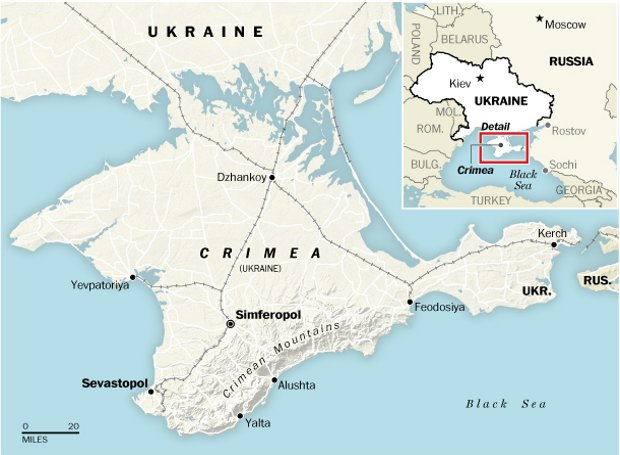 UKRAINE
Dzhankoy
CRIMEA
(UKRAINE)
Yevpatoriya
Simferopol
Crimean Mountains
Sevastopol
Alushta
Yalta
Feodosiya
Kerch
UKR.
RUS.
Black Sea
0 20
MILES
LITH.
Moscow
POLAND
BELARUS
RUSSIA
Kiev
UKRAINE
MOL.
ROM.
Detail
Rostov
BULG.
Crimea
Black
Sea
Sochi
GEORGIA
TURKEY